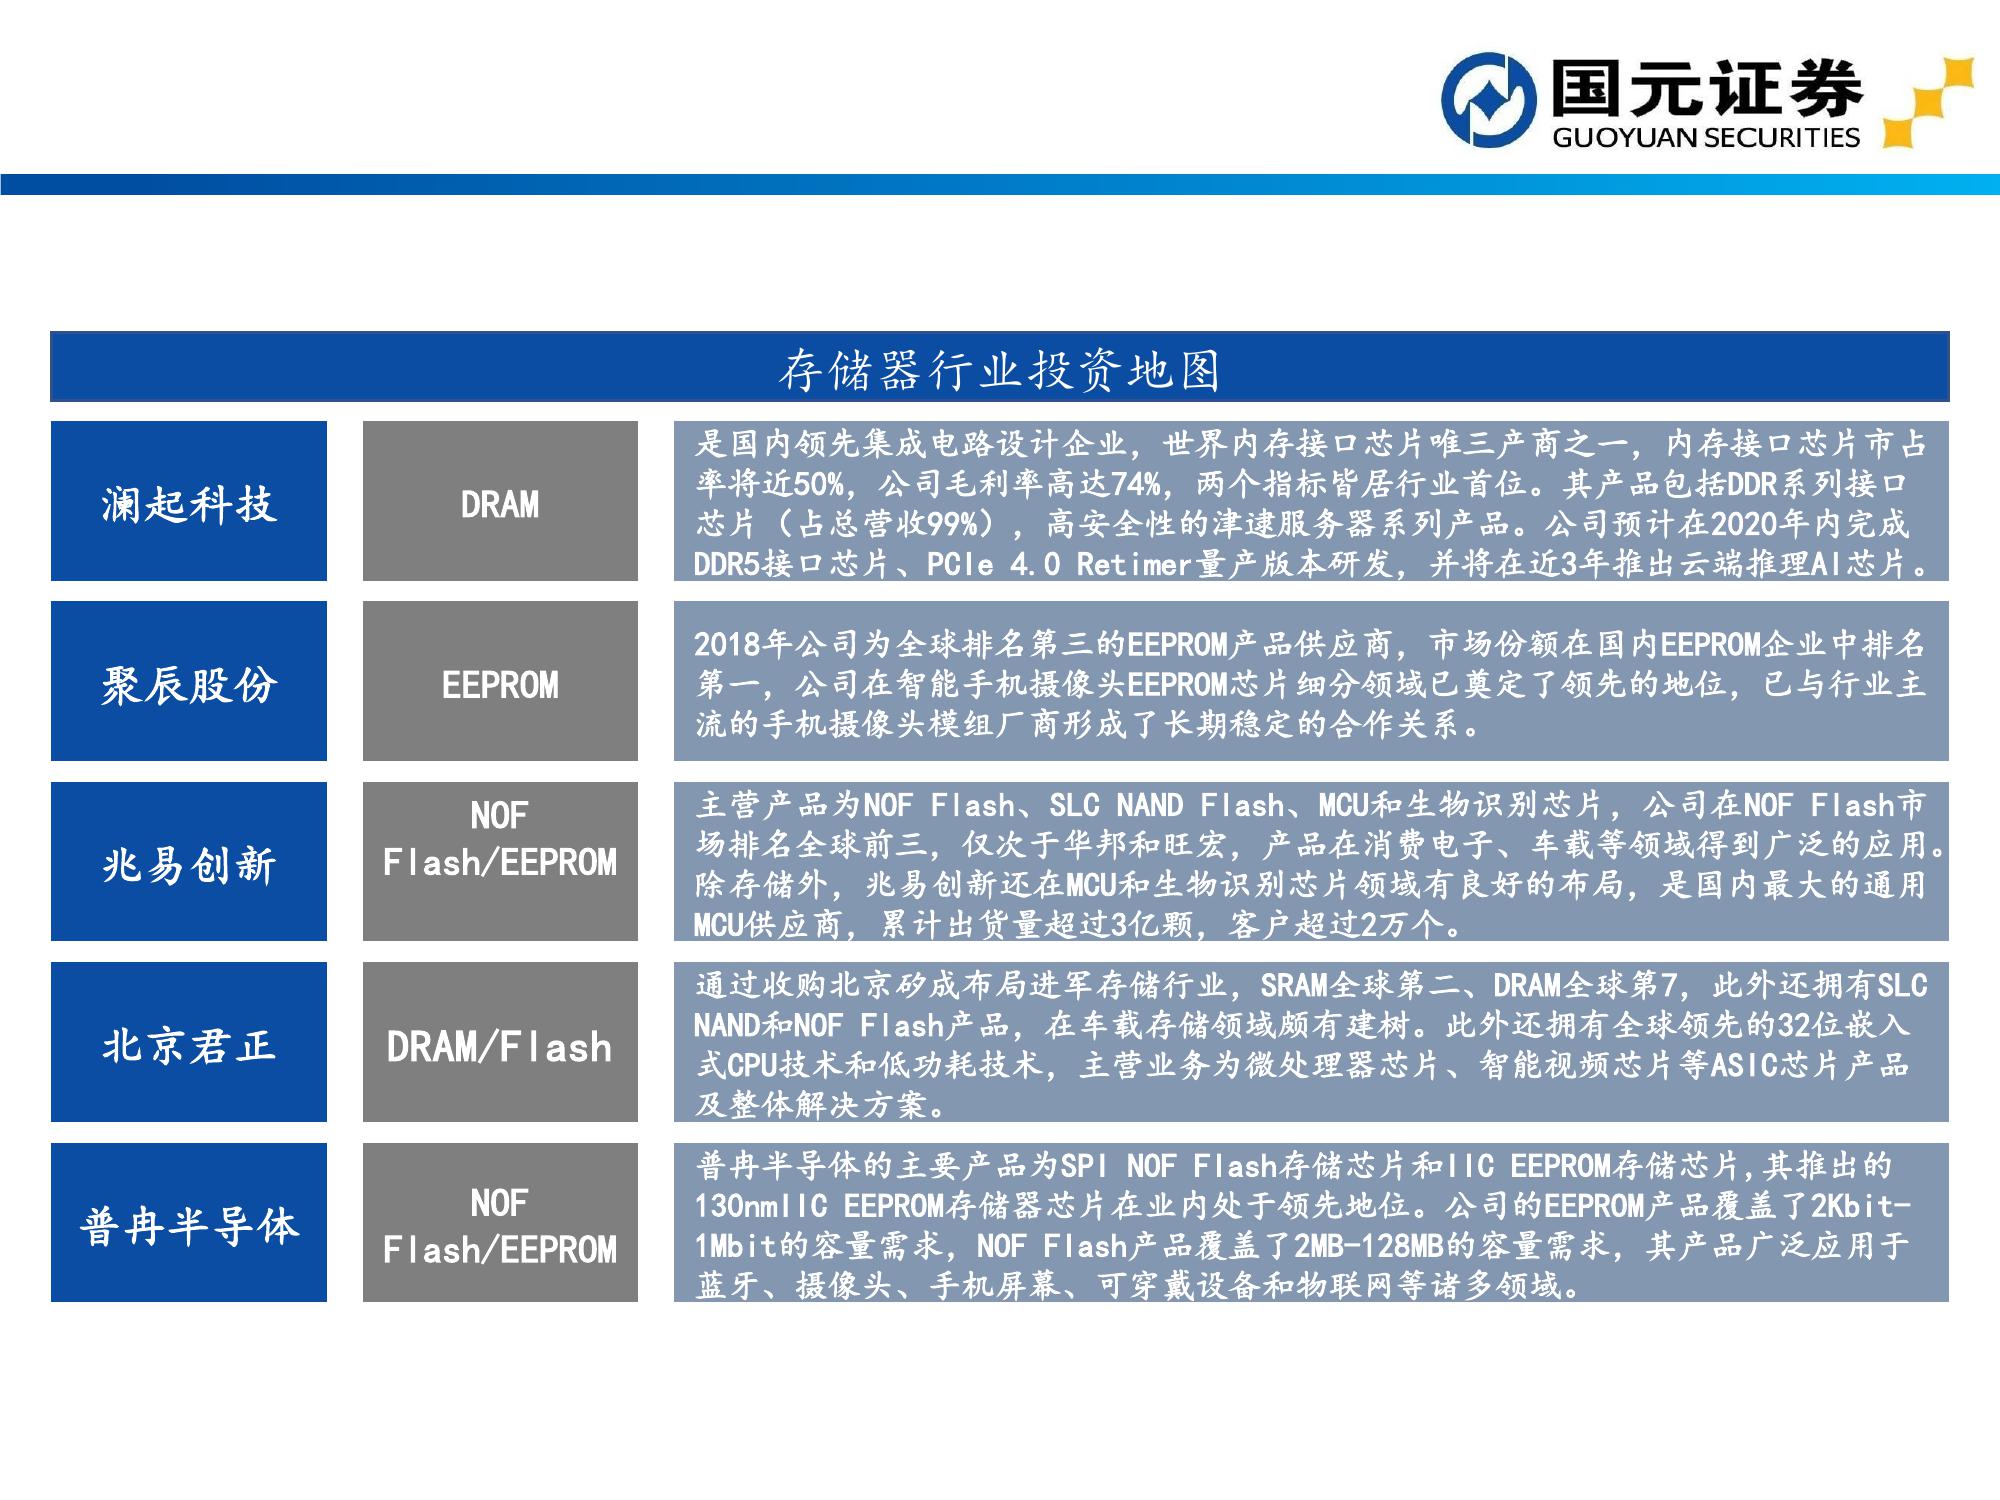 国元证券
GUOYUAN SECURITIES
存储器行业投资地图
澜起科技
DRAM
是国内领先集成电路设计企业，世界内存接口芯片唯三产商之一，内存接口芯片市占
率将近50%，公司毛利率高达74%，两个指标皆居行业首位。其产品包括DDR系列接口
芯片（占总营收99%），高安全性的津逮服务器系列产品。公司预计在2020年内完成
DDR5接口芯片、PCIe 4.0 Retimer量产版本研发，并将在近3年推出云端推理AI芯片。
聚辰股份
EEPROM
2018年公司为全球排名第三的EEPROM产品供应商，市场份额在国内EEPROM企业中排名
第一，公司在智能手机摄像头EEPROM芯片细分领域已奠定了领先的地位，已与行业主
流的手机摄像头模组厂商形成了长期稳定的合作关系。
兆易创新
NOF
Flash/EEPROM
主营产品为NOF Flash、SLC NAND Flash、MCU和生物识别芯片，公司在NOF Flash市
场排名全球前三，仅次于华邦和旺宏，产品在消费电子、车载等领域得到广泛的应用。
除存储外，兆易创新还在MCU和生物识别芯片领域有良好的布局，是国内最大的通用
MCU供应商，累计出货量超过3亿颗，客户超过2万个。
北京君正
DRAM/Flash
通过收购北京矽成布局进军存储行业，SRAM全球第二、DRAM全球第7，此外还拥有SLC
NAND和NOF Flash产品，在车载存储领域颇有建树。此外还拥有全球领先的32位嵌入
式CPU技术和低功耗技术，主营业务为微处理器芯片、智能视频芯片等ASIC芯片产品
及整体解决方案。
普冉半导体
NOF
Flash/EEPROM
普冉半导体的主要产品为SPI NOF Flash存储芯片和IIC EEPROM存储芯片,其推出的
130nmIIC EEPROM存储器芯片在业内处于领先地位。公司的EEPROM产品覆盖了2Kbit-
1Mbit的容量需求，NOF Flash产品覆盖了2MB-128MB的容量需求，其产品广泛应用于
蓝牙、摄像头、手机屏幕、可穿戴设备和物联网等诸多领域。